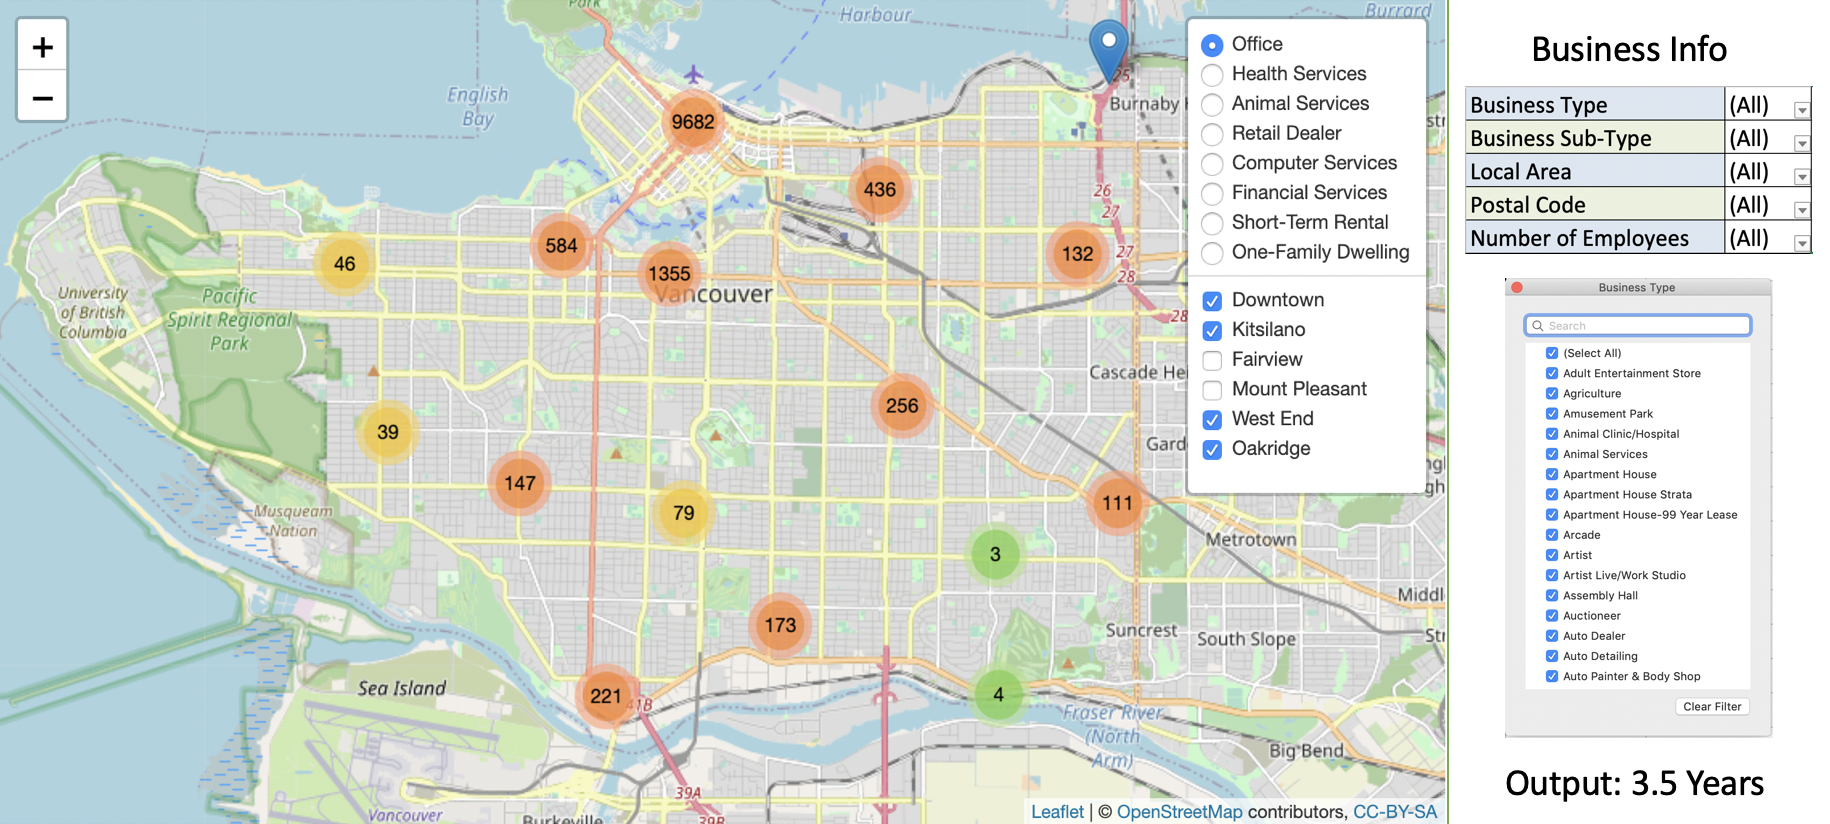 +
−
Park
Harbour
Burrard
English
Bay
9682
25
Burnaby
436
26
27
584
46
1355
132
27
28
Vancouver
University
of British
Columbia
Pacific
Spirit Regional
Park
28
Cascade Hei
256
39
Gard
147
79
111
Musqueam
Nation
Metrotown
3
Middl
173
Suncrest
South Slope
Sea Island
221
41B
4
Fraser River
(North
Arm)
Big Bend
39A
Vancouver
Burkeville
39B
Leaflet | © OpenStreetMap contributors, CC-BY-SA
Office
Health Services
Animal Services
Retail Dealer
Computer Services
Financial Services
Short-Term Rental
One-Family Dwelling
Downtown
Kitsilano
Fairview
Mount Pleasant
West End
Oakridge
Business Info
Business Type (All)
Business Sub-Type (All)
Local Area (All)
Postal Code (All)
Number of Employees (All)
Business Type
Search
(Select All)
Adult Entertainment Store
Agriculture
Amusement Park
Animal Clinic/Hospital
Animal Services
Apartment House
Apartment House Strata
Apartment House-99 Year Lease
Arcade
Artist
Artist Live/Work Studio
Assembly Hall
Auctioneer
Auto Dealer
Auto Detailing
Auto Painter & Body Shop
Clear Filter
Output: 3.5 Years